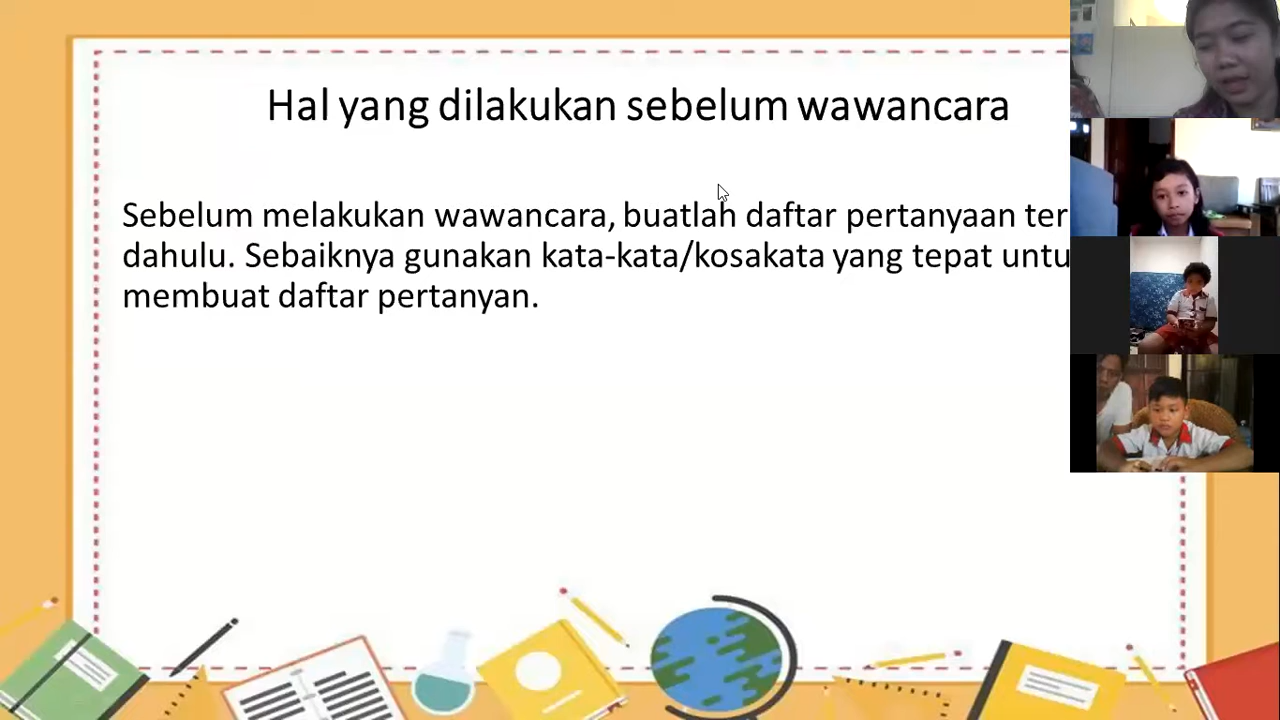 Hal yang dilakukan sebelum wawancara
Sebelum melakukan wawancara, buatlah daftar pertanyaan ter
dahulu. Sebaiknya gunakan kata-kata/kosakata yang tepat untu
membuat daftar pertanyan.